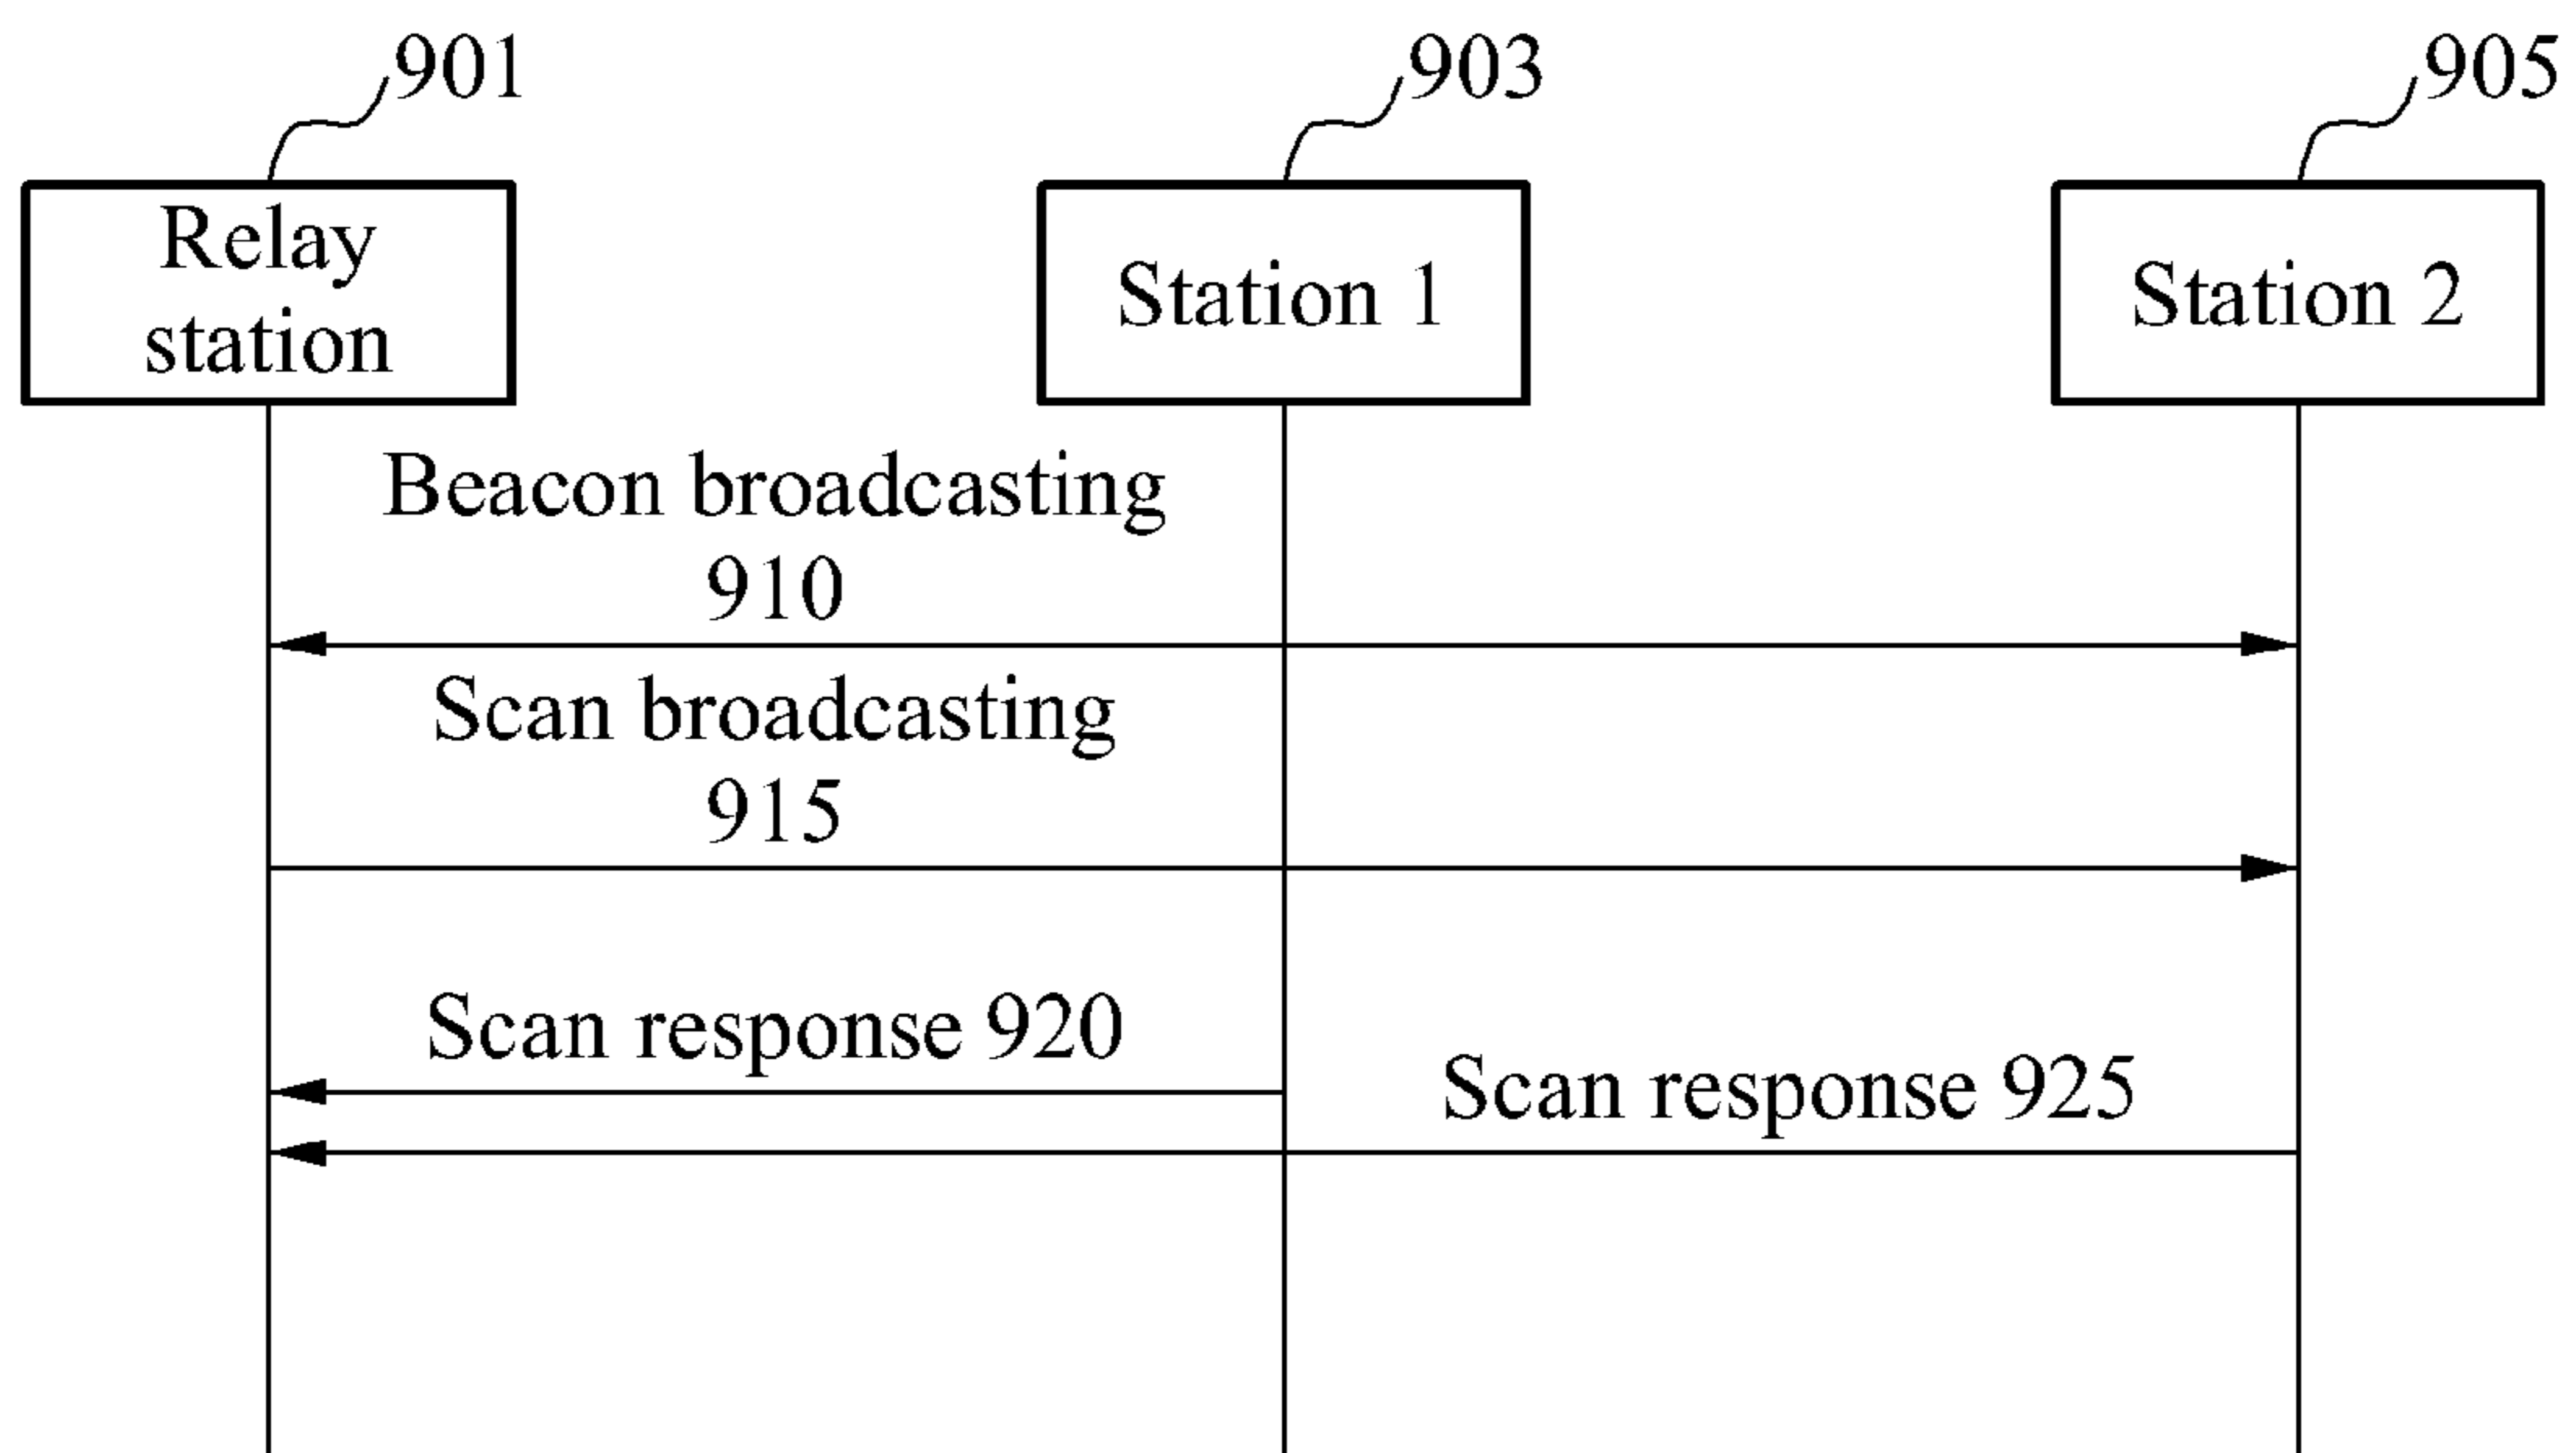 901
903
905
Relay
station
Station 1
Station 2
Beacon broadcasting
910
Scan broadcasting
915
Scan response 920
Scan response 925